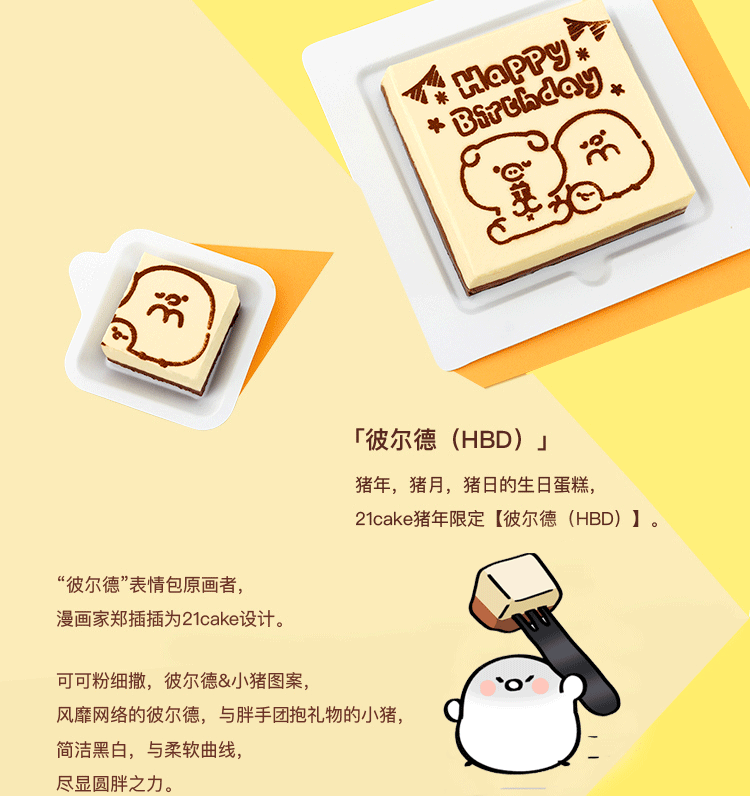 Happy
Birthday
「彼尔德（HBD）」
猪年，猪月，猪日的生日蛋糕，
21cake猪年限定【彼尔德（HBD）】。
“彼尔德”表情包原画者，
漫画家郑插插为21cake设计。
可可粉细撒，彼尔德&小猪图案，
风靡网络的彼尔德，与胖手团抱礼物的小猪，
简洁黑白，与柔软曲线，
尽显圆胖之力。